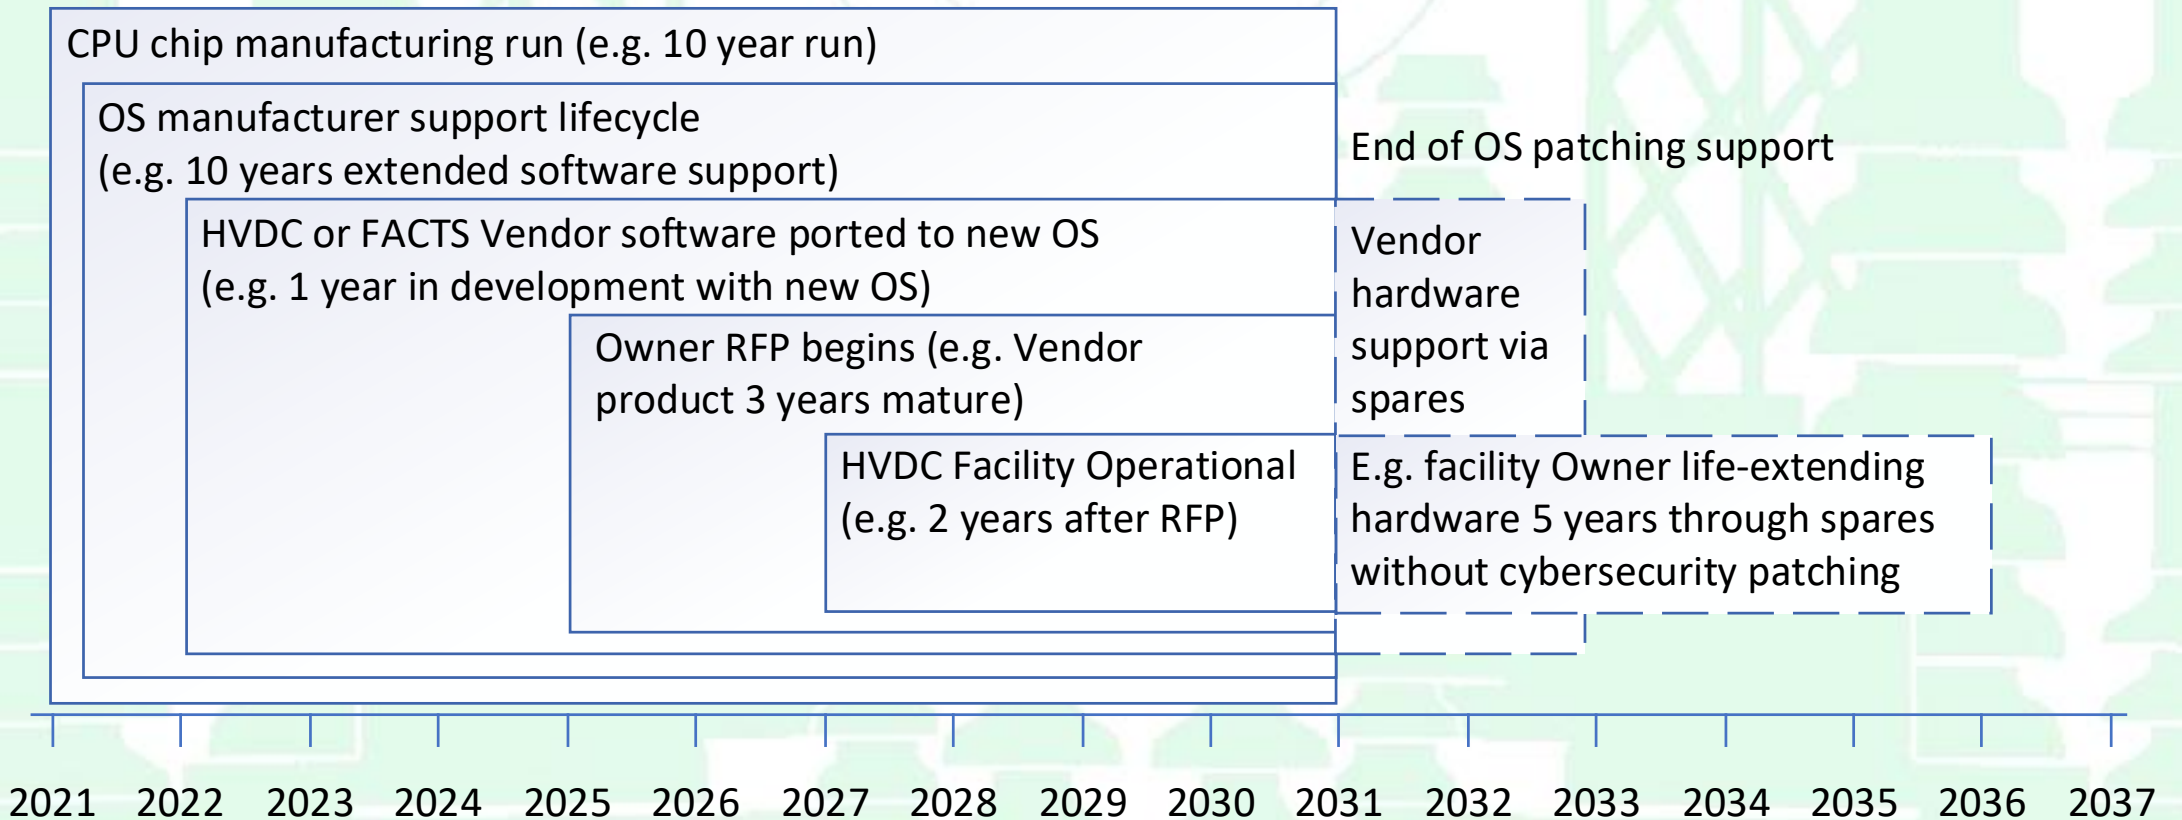 CPU chip manufacturing run (e.g. 10 year run)
OS manufacturer support lifecycle
(e.g. 10 years extended software support)
End of OS patching support
HVDC or FACTS Vendor software ported to new OS
(e.g. 1 year in development with new OS)
Vendor
hardware
support via
spares
Owner RFP begins (e.g. Vendor
product 3 years mature)
HVDC Facility Operational
(e.g. 2 years after RFP)
E.g. facility Owner life-extending
hardware 5 years through spares
without cybersecurity patching
2021 2022 2023 2024 2025 2026 2027 2028 2029 2030 2031 2032 2033 2034 2035 2036 2037